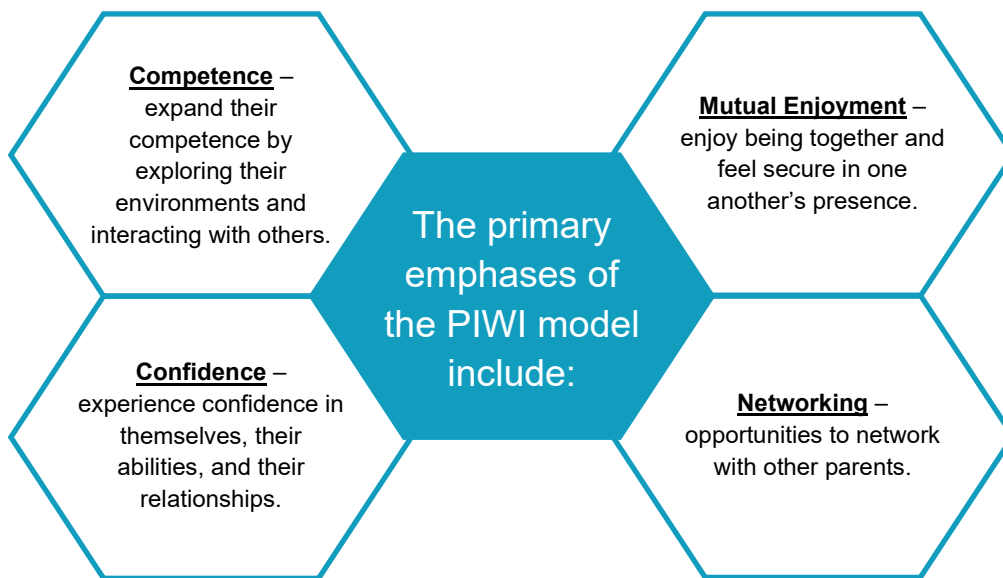 Competence –
expand their
competence by
exploring their
environments and
interacting with others.
Mutual Enjoyment –
enjoy being together and
feel secure in one
another’s presence.
The primary
emphases of
the PIWI model
include:
Confidence –
experience confidence in
themselves, their
abilities, and their
relationships.
Networking –
opportunities to network
with other parents.